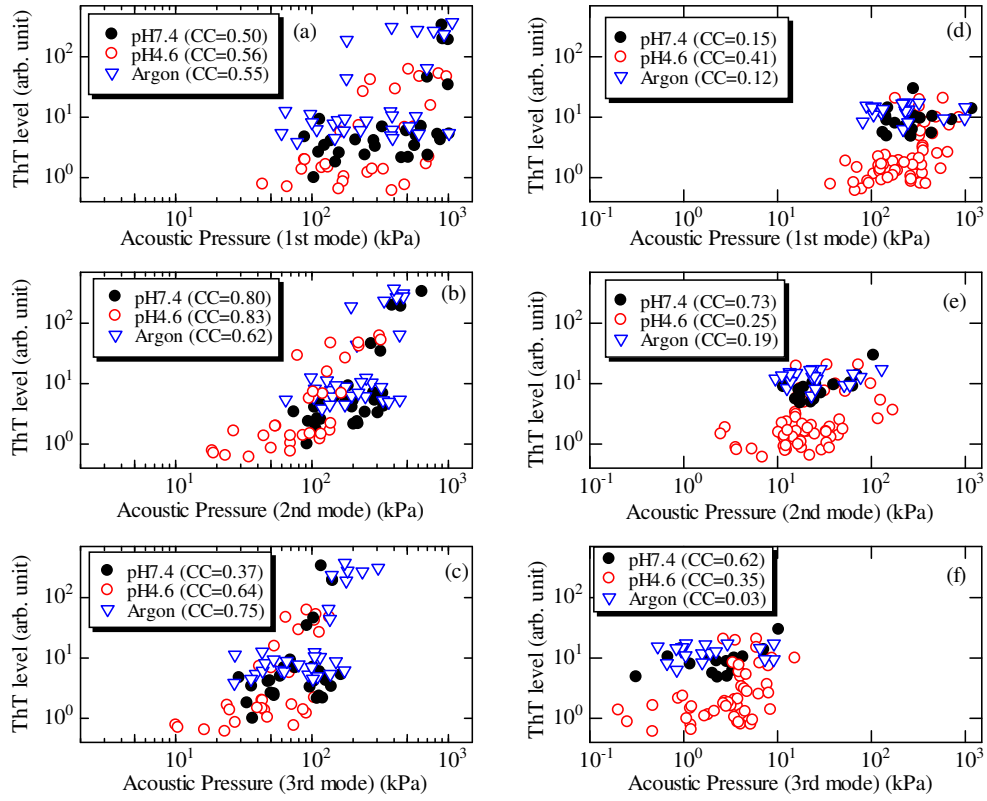 (a)
pH7.4 (CC=0.50)
pH4.6 (CC=0.56)
Argon (CC=0.55)
ThT level (arb. unit)
10^2
10^1
10^0
10^1 10^2 10^3
Acoustic Pressure (1st mode) (kPa)
(d)
pH7.4 (CC=0.15)
pH4.6 (CC=0.41)
Argon (CC=0.12)
ThT level (arb. unit)
10^2
10^1
10^0
10^-1 10^0 10^1 10^2 10^3
Acoustic Pressure (1st mode) (kPa)
(b)
pH7.4 (CC=0.80)
pH4.6 (CC=0.83)
Argon (CC=0.62)
ThT level (arb. unit)
10^2
10^1
10^0
10^1 10^2 10^3
Acoustic Pressure (2nd mode) (kPa)
(e)
pH7.4 (CC=0.73)
pH4.6 (CC=0.25)
Argon (CC=0.19)
ThT level (arb. unit)
10^2
10^1
10^0
10^-1 10^0 10^1 10^2 10^3
Acoustic Pressure (2nd mode) (kPa)
(c)
pH7.4 (CC=0.37)
pH4.6 (CC=0.64)
Argon (CC=0.75)
ThT level (arb. unit)
10^2
10^1
10^0
10^1 10^2 10^3
Acoustic Pressure (3rd mode) (kPa)
(f)
pH7.4 (CC=0.62)
pH4.6 (CC=0.35)
Argon (CC=0.03)
ThT level (arb. unit)
10^2
10^1
10^0
10^-1 10^0 10^1 10^2 10^3
Acoustic Pressure (3rd mode) (kPa)